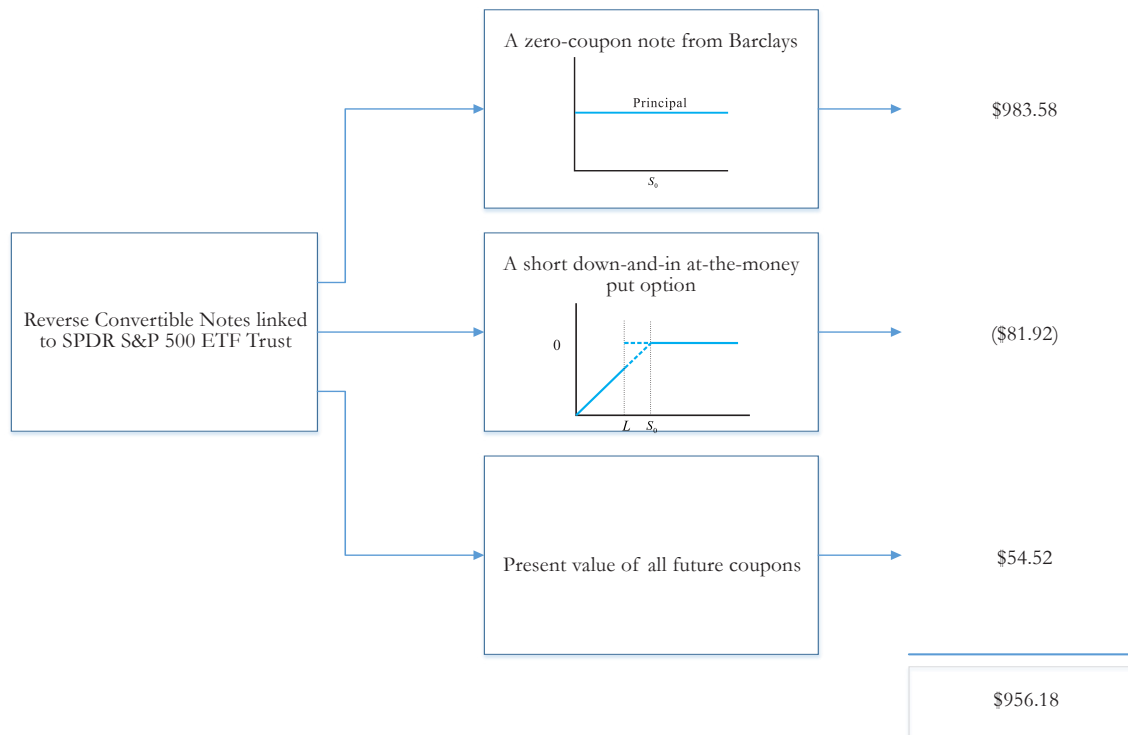 A zero-coupon note from Barclays
Principal
S₀
$983.58
Reverse Convertible Notes linked
to SPDR S&P 500 ETF Trust
A short down-and-in at-the-money
put option
0
L S₀
($81.92)
Present value of all future coupons
$54.52
$956.18